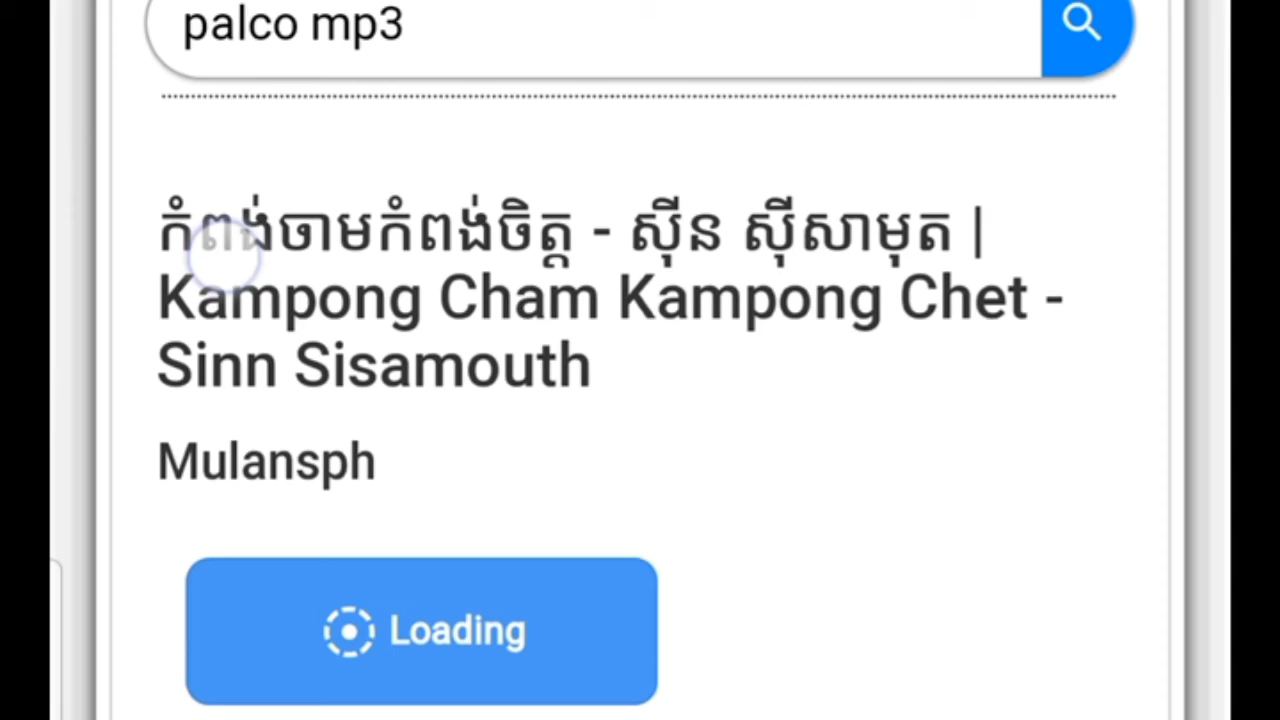 palco mp3
កំពង់ចាមកំពង់ចិត្ត - ស៊ីន ស៊ីសាមុត |
Kampong Cham Kampong Chet -
Sinn Sisamouth
Mulansph
Loading